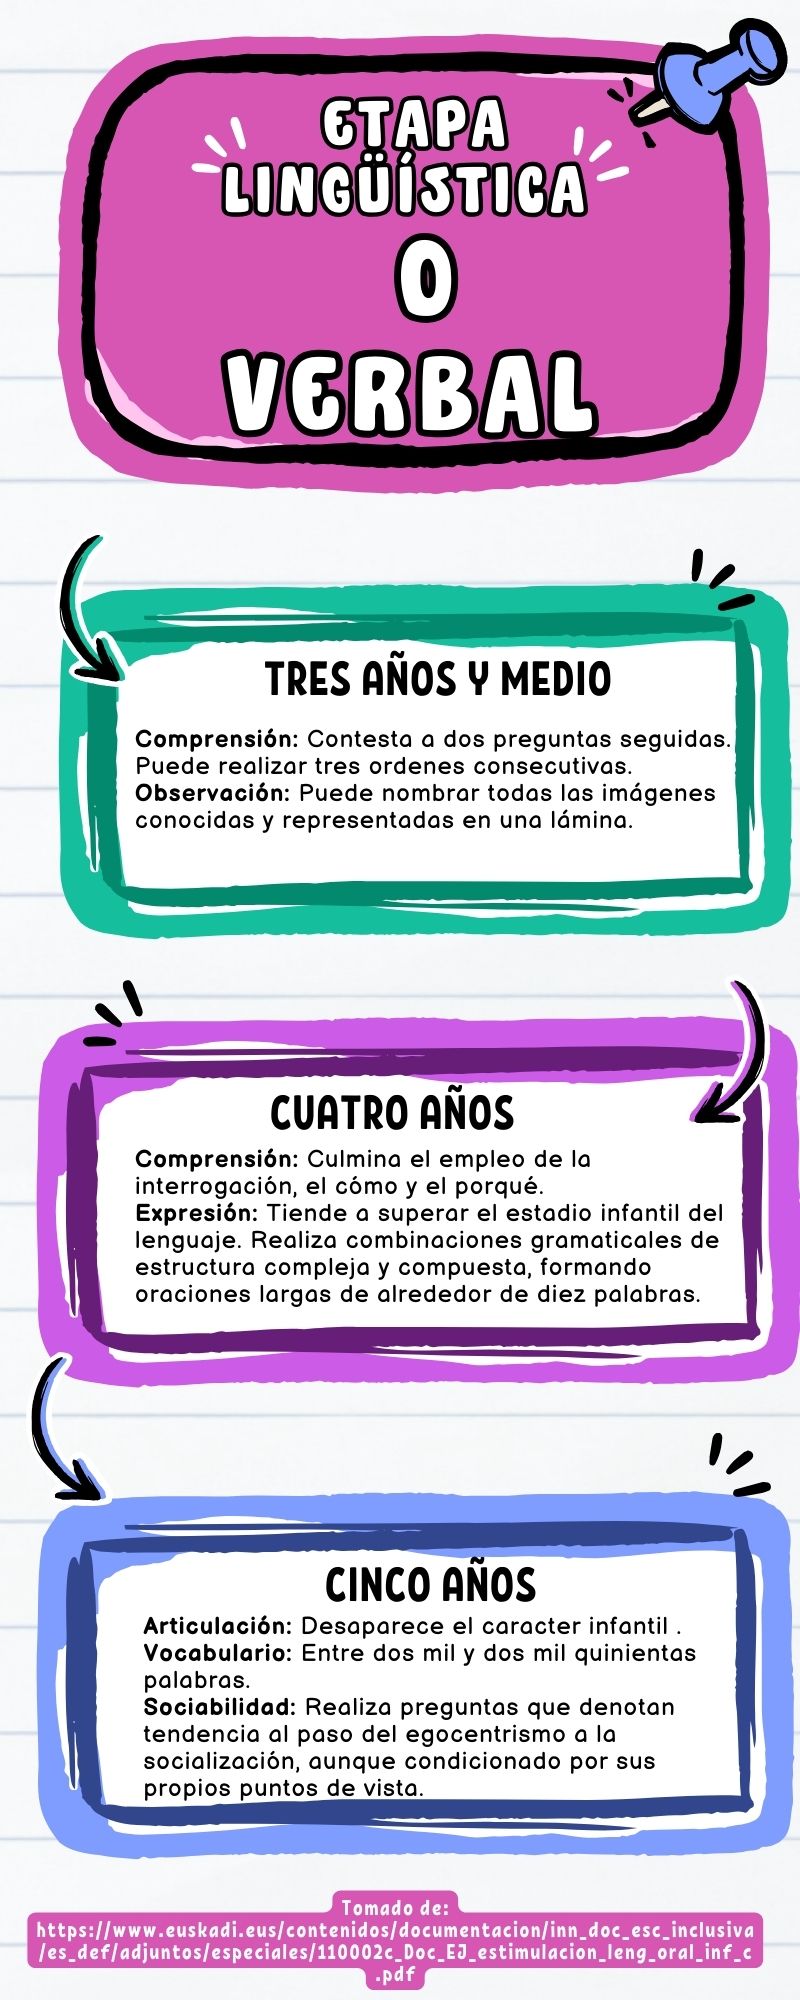 ETAPA
LINGÜÍSTICA
O
VERBAL
TRES AÑOS Y MEDIO
Comprensión: Contesta a dos preguntas seguidas.
Puede realizar tres ordenes consecutivas.
Observación: Puede nombrar todas las imágenes
conocidas y representadas en una lámina.
CUATRO AÑOS
Comprensión: Culmina el empleo de la
interrogación, el cómo y el porqué.
Expresión: Tiende a superar el estadio infantil del
lenguaje. Realiza combinaciones gramaticales de
estructura compleja y compuesta, formando
oraciones largas de alrededor de diez palabras.
CINCO AÑOS
Articulación: Desaparece el caracter infantil .
Vocabulario: Entre dos mil y dos mil quinientas
palabras.
Sociabilidad: Realiza preguntas que denotan
tendencia al paso del egocentrismo a la
socialización, aunque condicionado por sus
propios puntos de vista.
Tomado de:
https://www.euskadi.eus/contenidos/documentacion/inn_doc_esc_inclusiva
/es_def/adjuntos/especiales/110002c_Doc_EJ_estimulacion_leng_oral_inf_c
.pdf